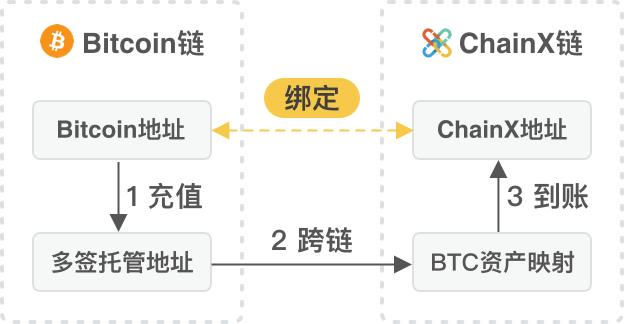 Bitcoin链
ChainX链
绑定
Bitcoin地址
ChainX地址
1 充值
3 到账
2 跨链
多签托管地址
BTC资产映射